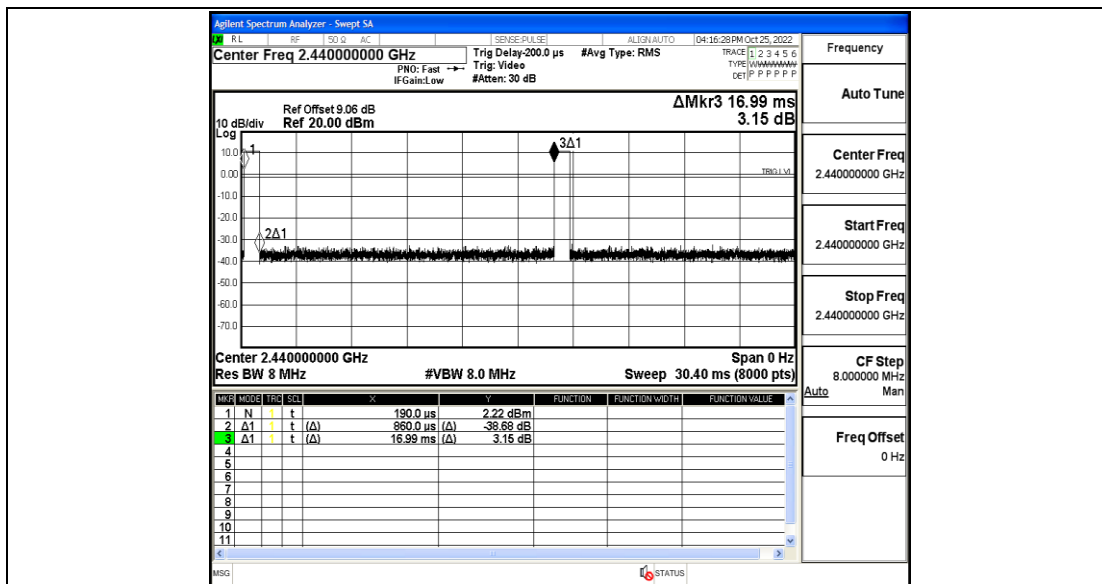 Agilent Spectrum Analyzer - Swept SA
RL RF 50 Ω AC SENSE:PULSE ALIGNAUTO 04:16:28 PM Oct 25, 2022
Center Freq 2.440000000 GHz
PNO: Fast
IFGain:Low
Trig Delay-200.0 µs
Trig: Video
#Atten: 30 dB
#Avg Type: RMS
TRACE 1 2 3 4 5 6
TYPE
DET P P P P P P
Frequency
ΔMkr3 16.99 ms
3.15 dB
Ref Offset 9.06 dB
10 dB/div Ref 20.00 dBm
Log
10.0
0.00
-10.0
-20.0
-30.0
-40.0
-50.0
-60.0
-70.0
1
2Δ1
3Δ1
TRIG LVL
Center 2.440000000 GHz Span 0 Hz
Res BW 8 MHz #VBW 8.0 MHz Sweep 30.40 ms (8000 pts)
MKR MODE TRC SCL X Y FUNCTION FUNCTION WIDTH FUNCTION VALUE
1 N 1 t 190.0 µs 2.22 dBm
2 Δ1 1 t (Δ) 860.0 µs (Δ) -38.68 dB
3 Δ1 1 t (Δ) 16.99 ms (Δ) 3.15 dB
4
5
6
7
8
9
10
11
MSG STATUS
Auto Tune
Center Freq
2.440000000 GHz
Start Freq
2.440000000 GHz
Stop Freq
2.440000000 GHz
CF Step
8.000000 MHz
Auto Man
Freq Offset
0 Hz